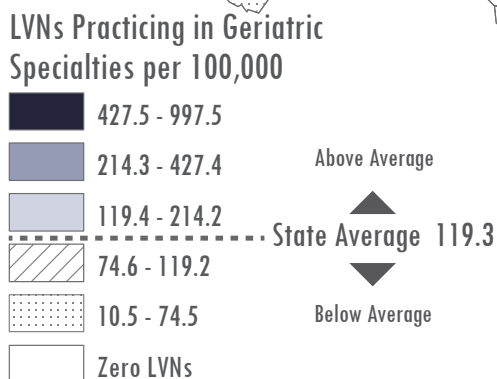 LVNs Practicing in Geriatric
Specialties per 100,000
427.5 - 997.5
214.3 - 427.4
Above Average
119.4 - 214.2
State Average 119.3
74.6 - 119.2
10.5 - 74.5
Below Average
Zero LVNs